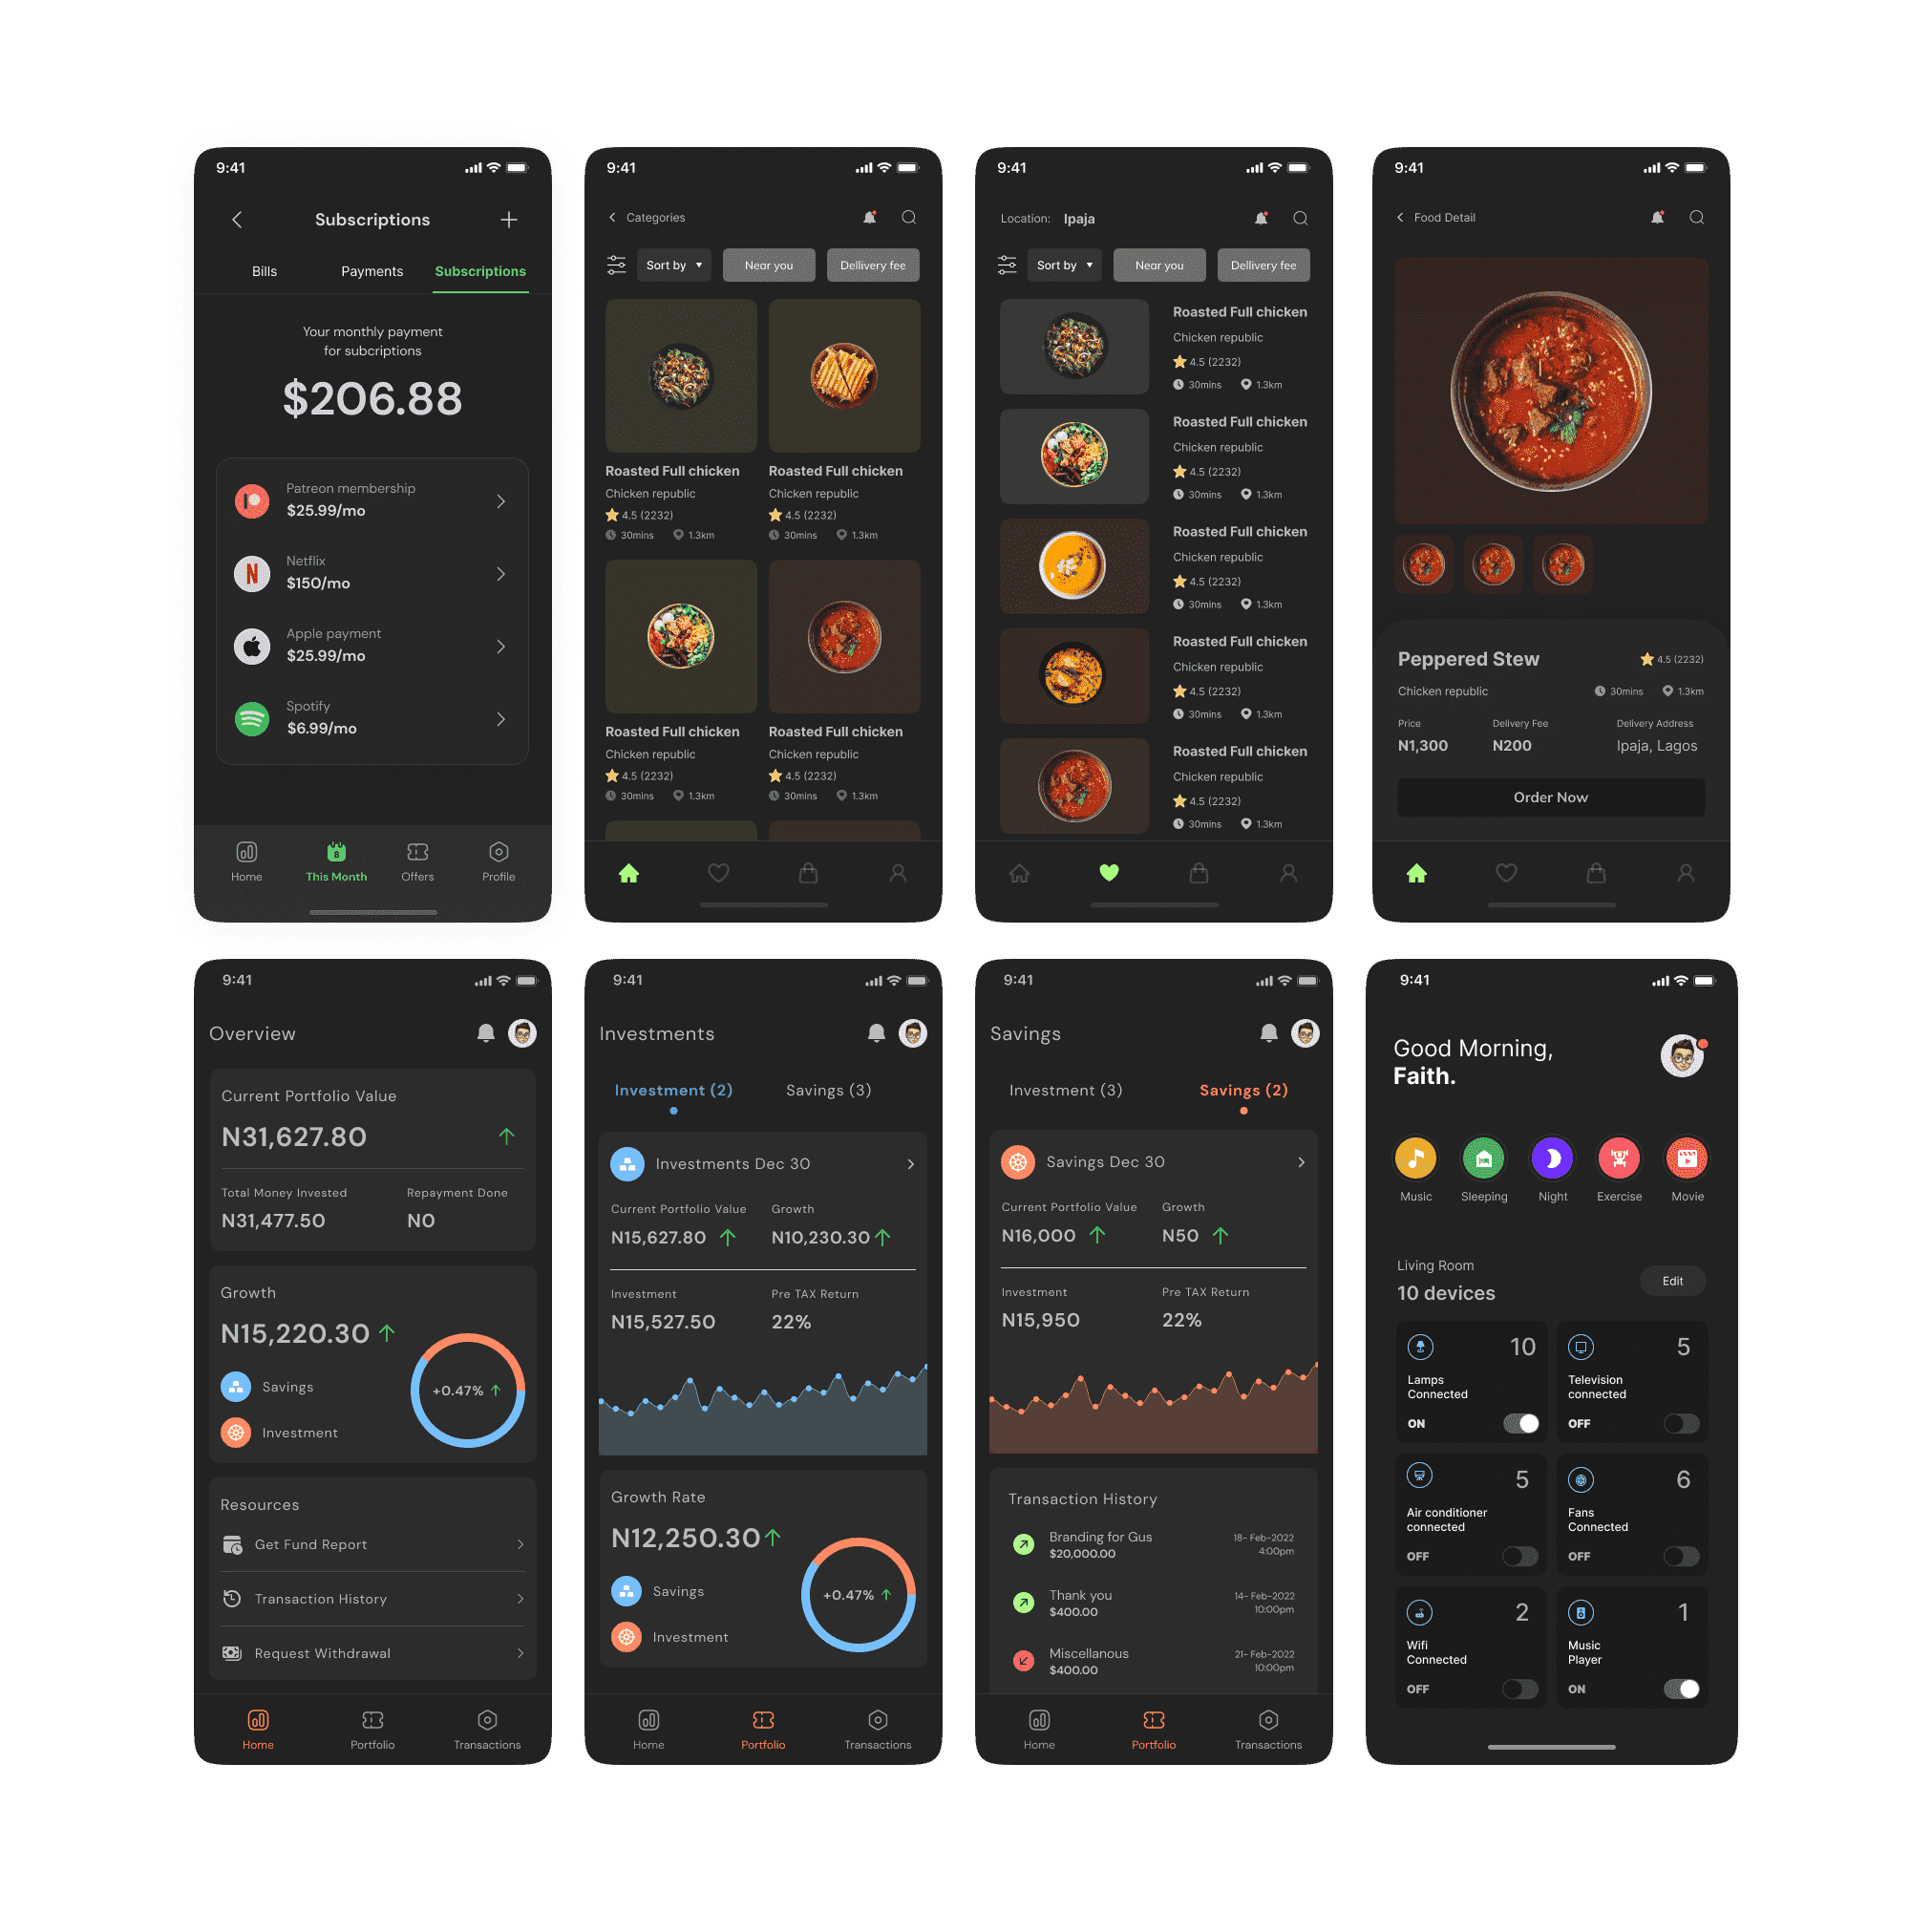 9:41
Subscriptions
Bills Payments Subscriptions
Your monthly payment
for subcriptions
$206.88
Patreon membership
$25.99/mo
Netflix
$150/mo
Apple payment
$25.99/mo
Spotify
$6.99/mo
8
Home This Month Offers Profile
9:41
Categories
Sort by Near you Dellivery fee
Roasted Full chicken Roasted Full chicken
Chicken republic Chicken republic
4.5 (2232) 4.5 (2232)
30mins 1.3km 30mins 1.3km
Roasted Full chicken Roasted Full chicken
Chicken republic Chicken republic
4.5 (2232) 4.5 (2232)
30mins 1.3km 30mins 1.3km
9:41
Location: Ipaja
Sort by Near you Dellivery fee
Roasted Full chicken
Chicken republic
4.5 (2232)
30mins 1.3km
Roasted Full chicken
Chicken republic
4.5 (2232)
30mins 1.3km
Roasted Full chicken
Chicken republic
4.5 (2232)
30mins 1.3km
Roasted Full chicken
Chicken republic
4.5 (2232)
30mins 1.3km
Roasted Full chicken
Chicken republic
4.5 (2232)
30mins 1.3km
9:41
Food Detail
Peppered Stew 4.5 (2232)
Chicken republic 30mins 1.3km
Price Delivery Fee Delivery Address
N1,300 N200 Ipaja, Lagos
Order Now
9:41
Overview
Current Portfolio Value
N31,627.80
Total Money Invested Repayment Done
N31,477.50 N0
Growth
N15,220.30
+0.47%
Savings
Investment
Resources
Get Fund Report
Transaction History
Request Withdrawal
Home Portfolio Transactions
9:41
Investments
Investment (2) Savings (3)
Investments Dec 30
Current Portfolio Value Growth
N15,627.80 N10,230.30
Investment Pre TAX Return
N15,527.50 22%
Growth Rate
N12,250.30
+0.47%
Savings
Investment
Home Portfolio Transactions
9:41
Savings
Investment (3) Savings (2)
Savings Dec 30
Current Portfolio Value Growth
N16,000 N50
Investment Pre TAX Return
N15,950 22%
Transaction History
Branding for Gus 18- Feb-2022
$20,000.00 4:00pm
Thank you 14- Feb-2022
$400.00 10:00pm
Miscellanous 21- Feb-2022
$400.00 10:00pm
Home Portfolio Transactions
9:41
Good Morning,
Faith.
Music Sleeping Night Exercise Movie
Living Room
10 devices
Edit
10 5
Lamps Television
Connected connected
ON OFF
5 6
Air conditioner Fans
connected Connected
OFF OFF
2 1
Wifi Music
Connected Player
OFF ON